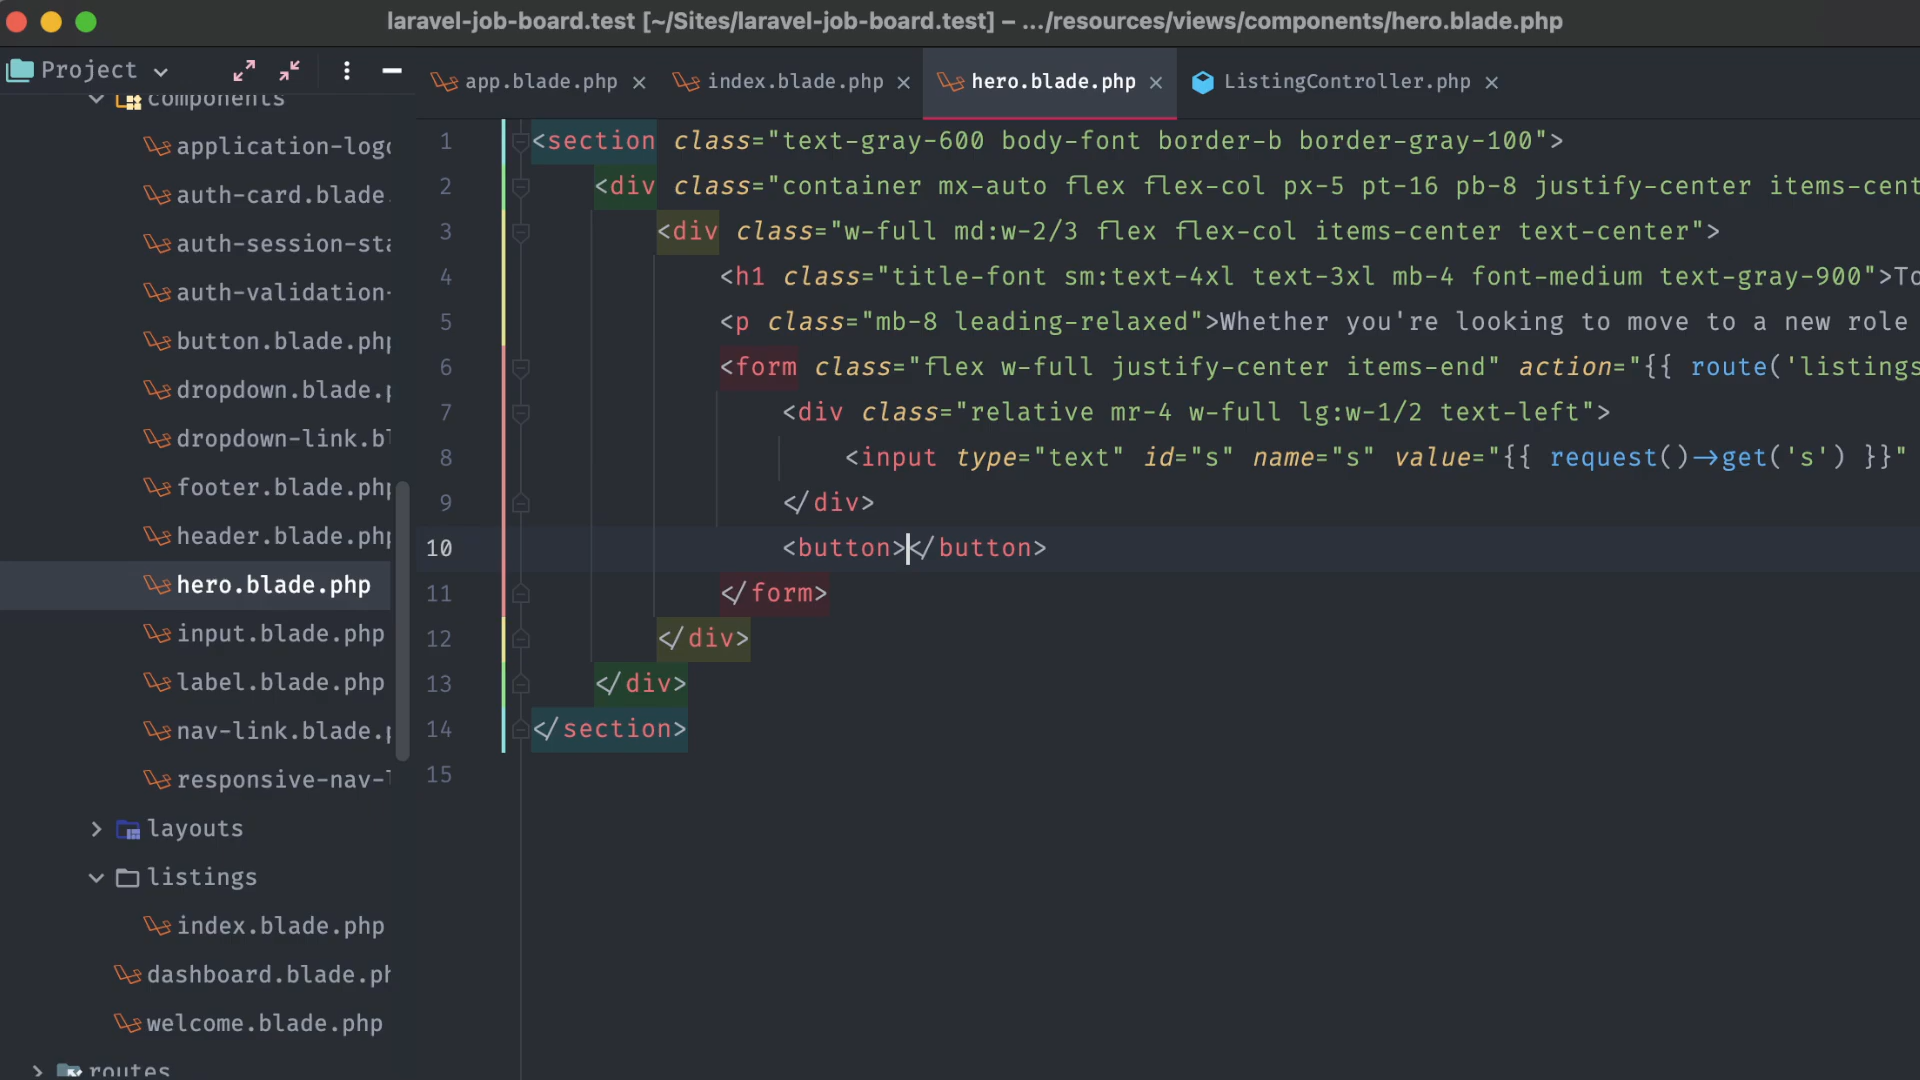 laravel-job-board.test [~/Sites/laravel-job-board.test] – .../resources/views/components/hero.blade.php
Project
app.blade.php
index.blade.php
hero.blade.php
ListingController.php
components
application-logo
auth-card.blade.
auth-session-sta
auth-validation-
button.blade.php
dropdown.blade.p
dropdown-link.bl
footer.blade.php
header.blade.php
hero.blade.php
input.blade.php
label.blade.php
nav-link.blade.p
responsive-nav-l
layouts
listings
index.blade.php
dashboard.blade.ph
welcome.blade.php
routes
1 <section class="text-gray-600 body-font border-b border-gray-100">
2 <div class="container mx-auto flex flex-col px-5 pt-16 pb-8 justify-center items-cent
3 <div class="w-full md:w-2/3 flex flex-col items-center text-center">
4 <h1 class="title-font sm:text-4xl text-3xl mb-4 font-medium text-gray-900">To
5 <p class="mb-8 leading-relaxed">Whether you're looking to move to a new role
6 <form class="flex w-full justify-center items-end" action="{{ route('listings
7 <div class="relative mr-4 w-full lg:w-1/2 text-left">
8 <input type="text" id="s" name="s" value="{{ request()->get('s') }}"
9 </div>
10 <button></button>
11 </form>
12 </div>
13 </div>
14 </section>
15